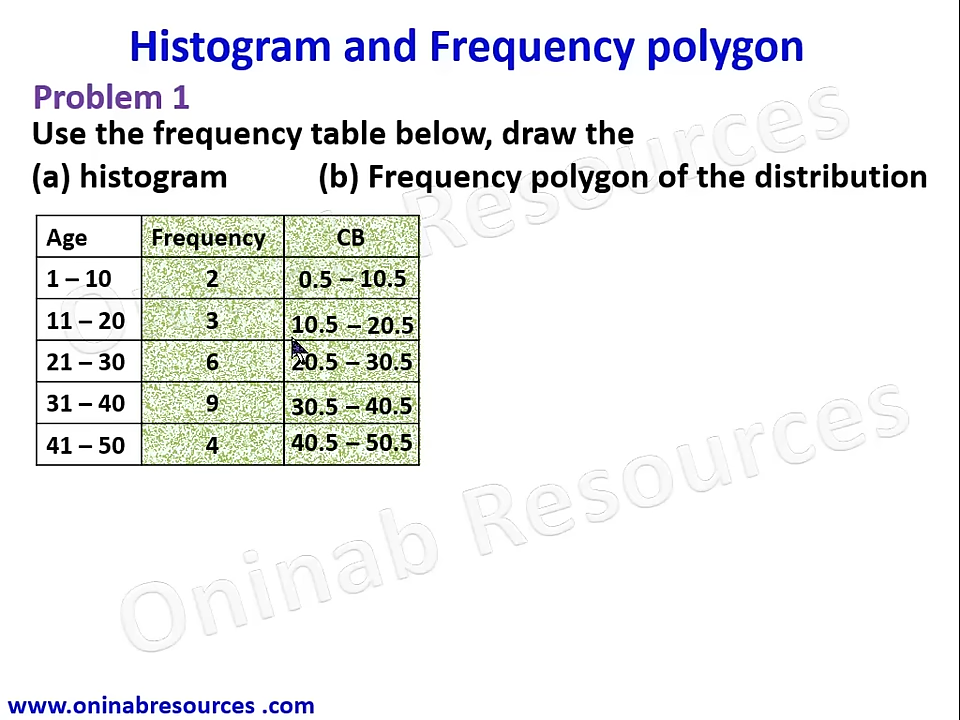 Histogram and Frequency polygon
Problem 1
Use the frequency table below, draw the
(a) histogram (b) Frequency polygon of the distribution
Age Frequency CB
1 – 10 2 0.5 – 10.5
11 – 20 3 10.5 – 20.5
21 – 30 6 20.5 – 30.5
31 – 40 9 30.5 – 40.5
41 – 50 4 40.5 – 50.5
Oninab Resources
Oninab Resources
www.oninabresources .com